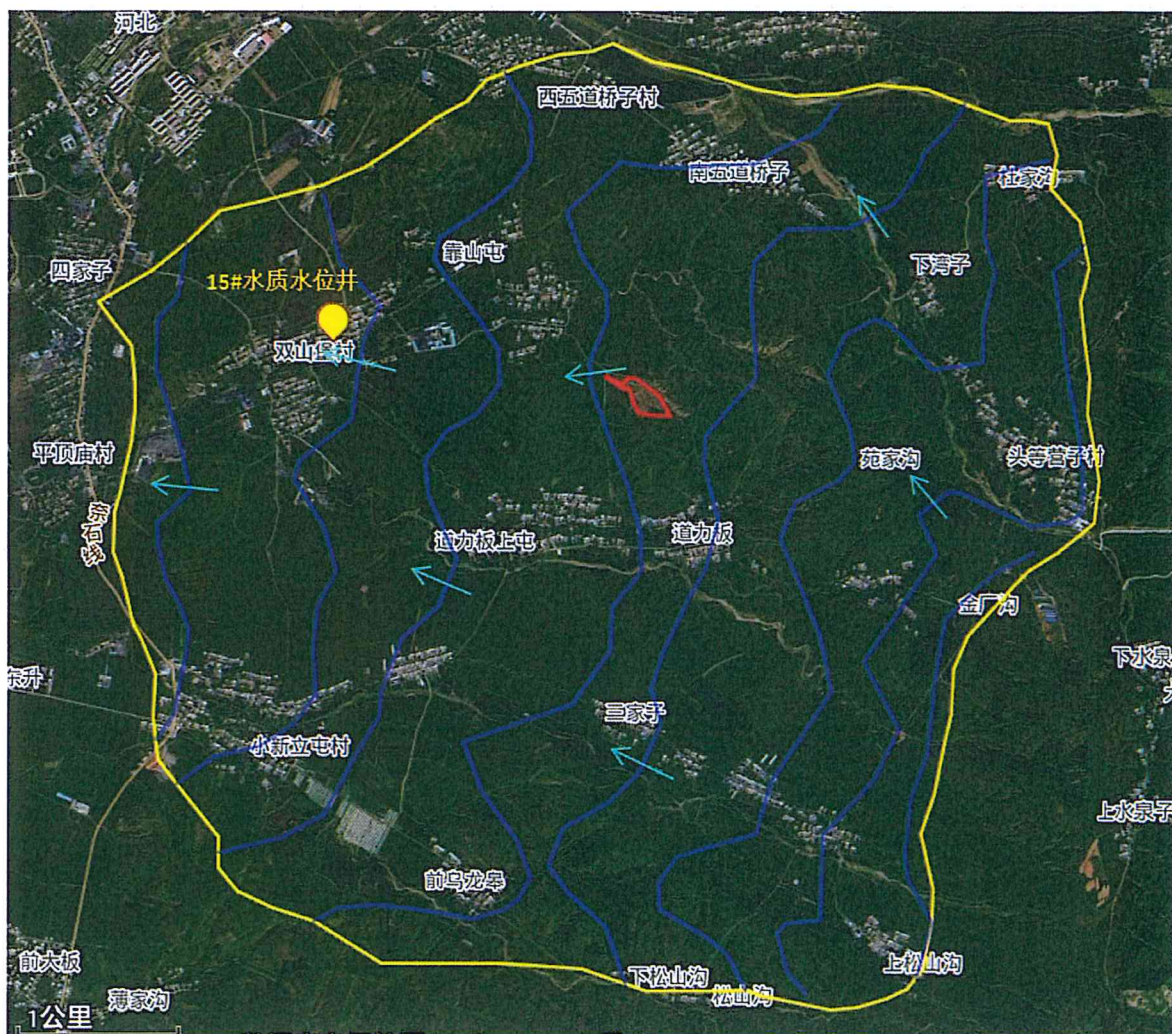 河北
西五道桥子村
南五道桥子
杜家沟
靠山屯
四家子
下湾子
15#水质水位井
双山堡村
平顶庙村
苑家沟
头等营子村
奈石线
道力板上屯
道力板
金厂沟
东升
下水泉
三家子
小新立屯村
上水泉子
前乌龙皋
前大板
下松山沟
上松山沟
薄家沟
松山沟
1公里